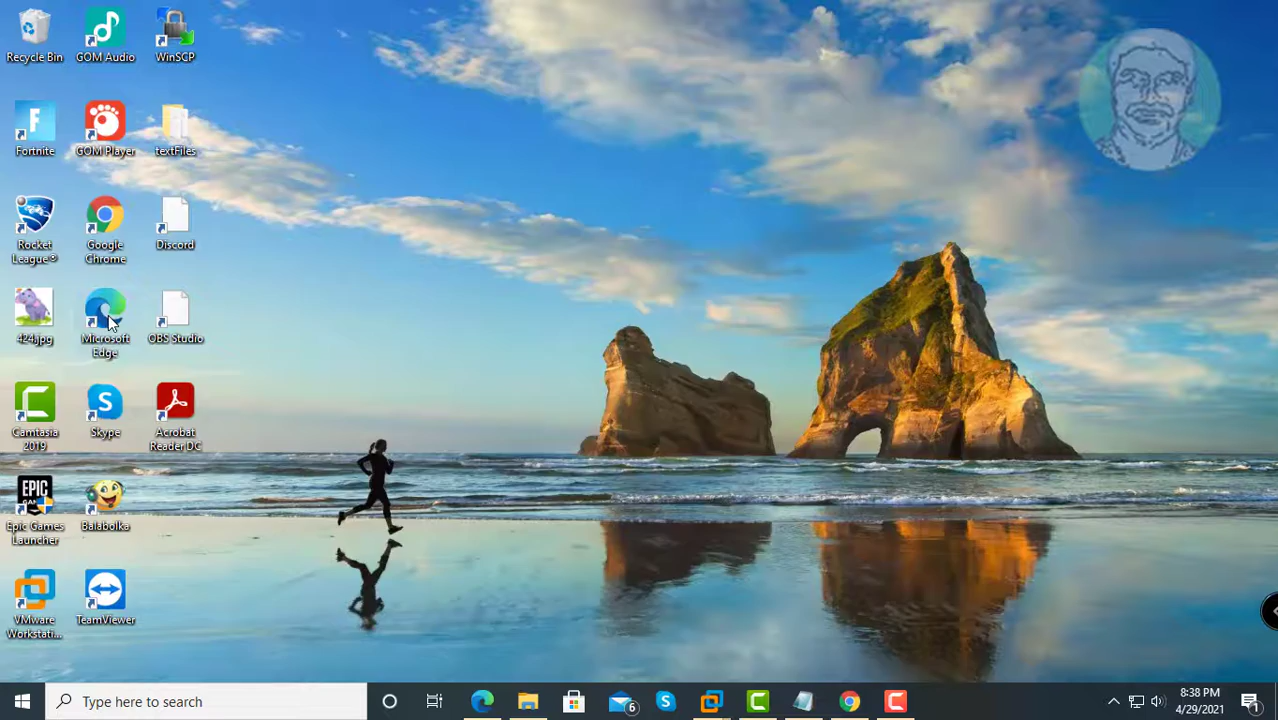 Recycle Bin
GOM Audio
WinSCP
Fortnite
GOM Player
textFiles
Rocket
League®
Google
Chrome
Discord
424.jpg
Microsoft
Edge
OBS Studio
Camtasia
2019
Skype
Acrobat
Reader DC
EPIC
Epic Games
Launcher
Balabolka
VMware
Workstati...
TeamViewer
Type here to search
6
8:38 PM
4/29/2021
1